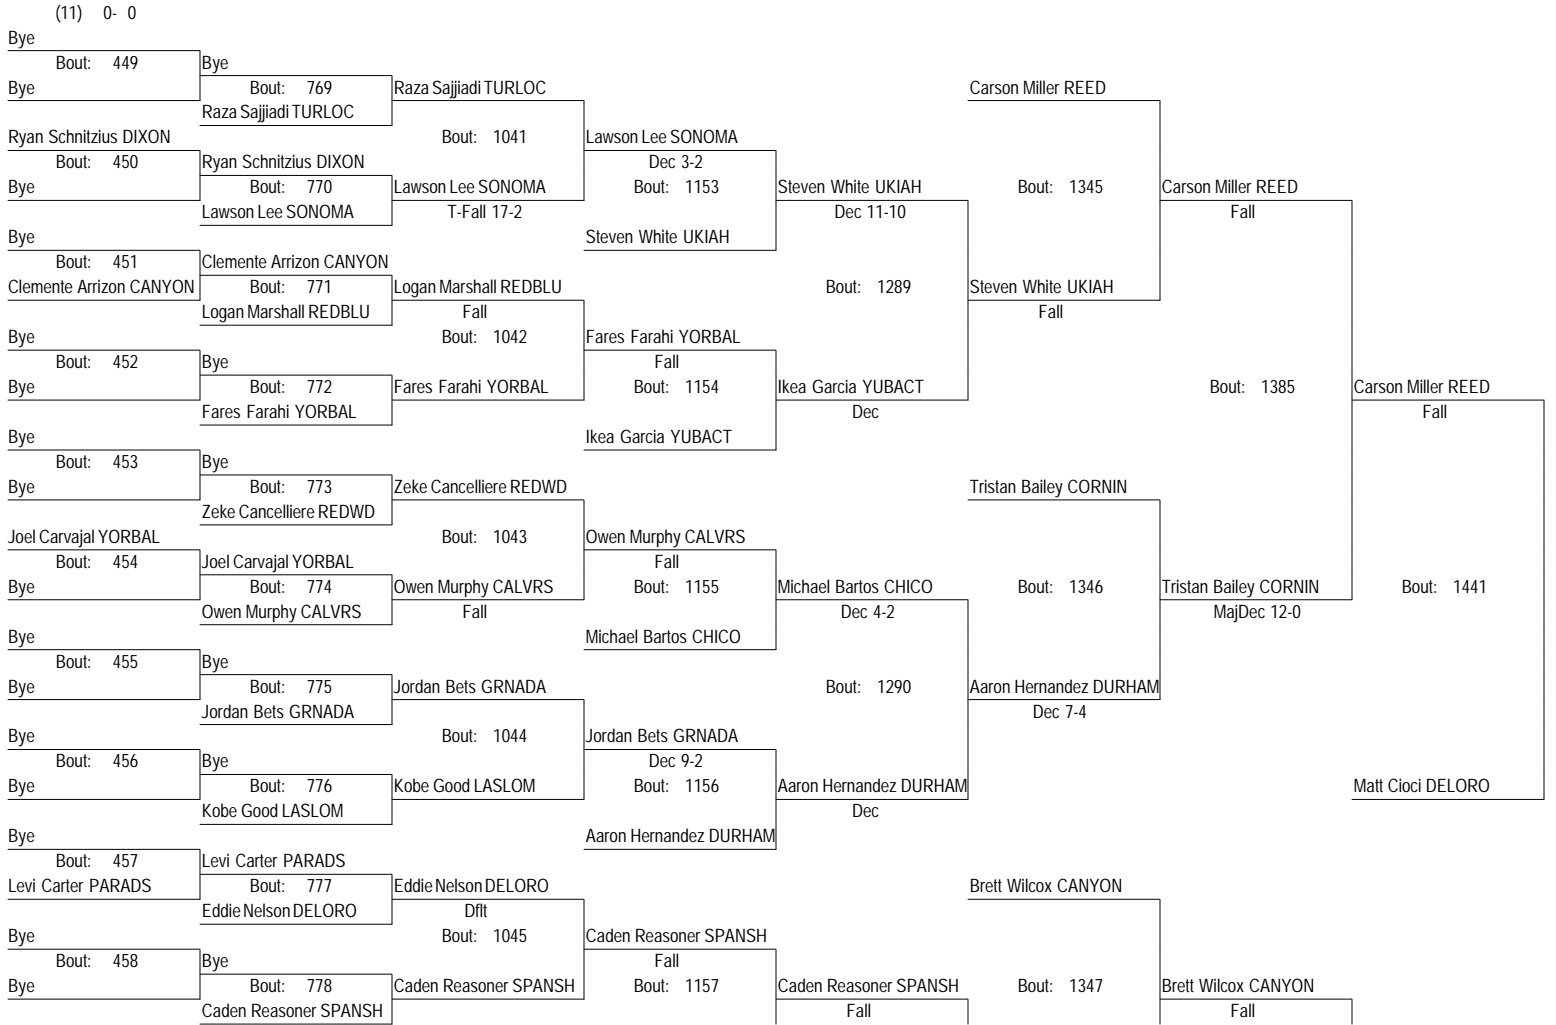 (11) 0- 0
Bye
Bout: 449 Bye
Bye Bout: 769 Raza Sajjiadi TURLOC Carson Miller REED
Raza Sajjiadi TURLOC
Ryan Schnitzius DIXON Bout: 1041 Lawson Lee SONOMA
Bout: 450 Ryan Schnitzius DIXON Dec 3-2
Bye Bout: 770 Lawson Lee SONOMA Bout: 1153 Steven White UKIAH Bout: 1345 Carson Miller REED
Lawson Lee SONOMA T-Fall 17-2 Dec 11-10 Fall
Bye Steven White UKIAH
Bout: 451 Clemente Arrizon CANYON
Clemente Arrizon CANYON Bout: 771 Logan Marshall REDBLU Bout: 1289 Steven White UKIAH
Logan Marshall REDBLU Fall Fall
Bye Bout: 1042 Fares Farahi YORBAL
Bout: 452 Bye Fall
Bye Bout: 772 Fares Farahi YORBAL Bout: 1154 Ikea Garcia YUBACT Bout: 1385 Carson Miller REED
Fares Farahi YORBAL Dec Fall
Bye Ikea Garcia YUBACT
Bout: 453 Bye
Bye Bout: 773 Zeke Cancelliere REDWD Tristan Bailey CORNIN
Zeke Cancelliere REDWD
Joel Carvajal YORBAL Bout: 1043 Owen Murphy CALVRS
Bout: 454 Joel Carvajal YORBAL Fall
Bye Bout: 774 Owen Murphy CALVRS Bout: 1155 Michael Bartos CHICO Bout: 1346 Tristan Bailey CORNIN Bout: 1441
Owen Murphy CALVRS Fall Dec 4-2 MajDec 12-0
Bye Michael Bartos CHICO
Bout: 455 Bye
Bye Bout: 775 Jordan Bets GRNADA Bout: 1290 Aaron Hernandez DURHAM
Jordan Bets GRNADA Dec 7-4
Bye Bout: 1044 Jordan Bets GRNADA
Bout: 456 Bye Dec 9-2
Bye Bout: 776 Kobe Good LASLOM Bout: 1156 Aaron Hernandez DURHAM Matt Cioci DELORO
Kobe Good LASLOM Dec
Bye Aaron Hernandez DURHAM
Bout: 457 Levi Carter PARADS
Levi Carter PARADS Bout: 777 Eddie Nelson DELORO Brett Wilcox CANYON
Eddie Nelson DELORO Dflt
Bye Bout: 1045 Caden Reasoner SPANSH
Bout: 458 Bye Fall
Bye Bout: 778 Caden Reasoner SPANSH Bout: 1157 Caden Reasoner SPANSH Bout: 1347 Brett Wilcox CANYON
Caden Reasoner SPANSH Fall Fall